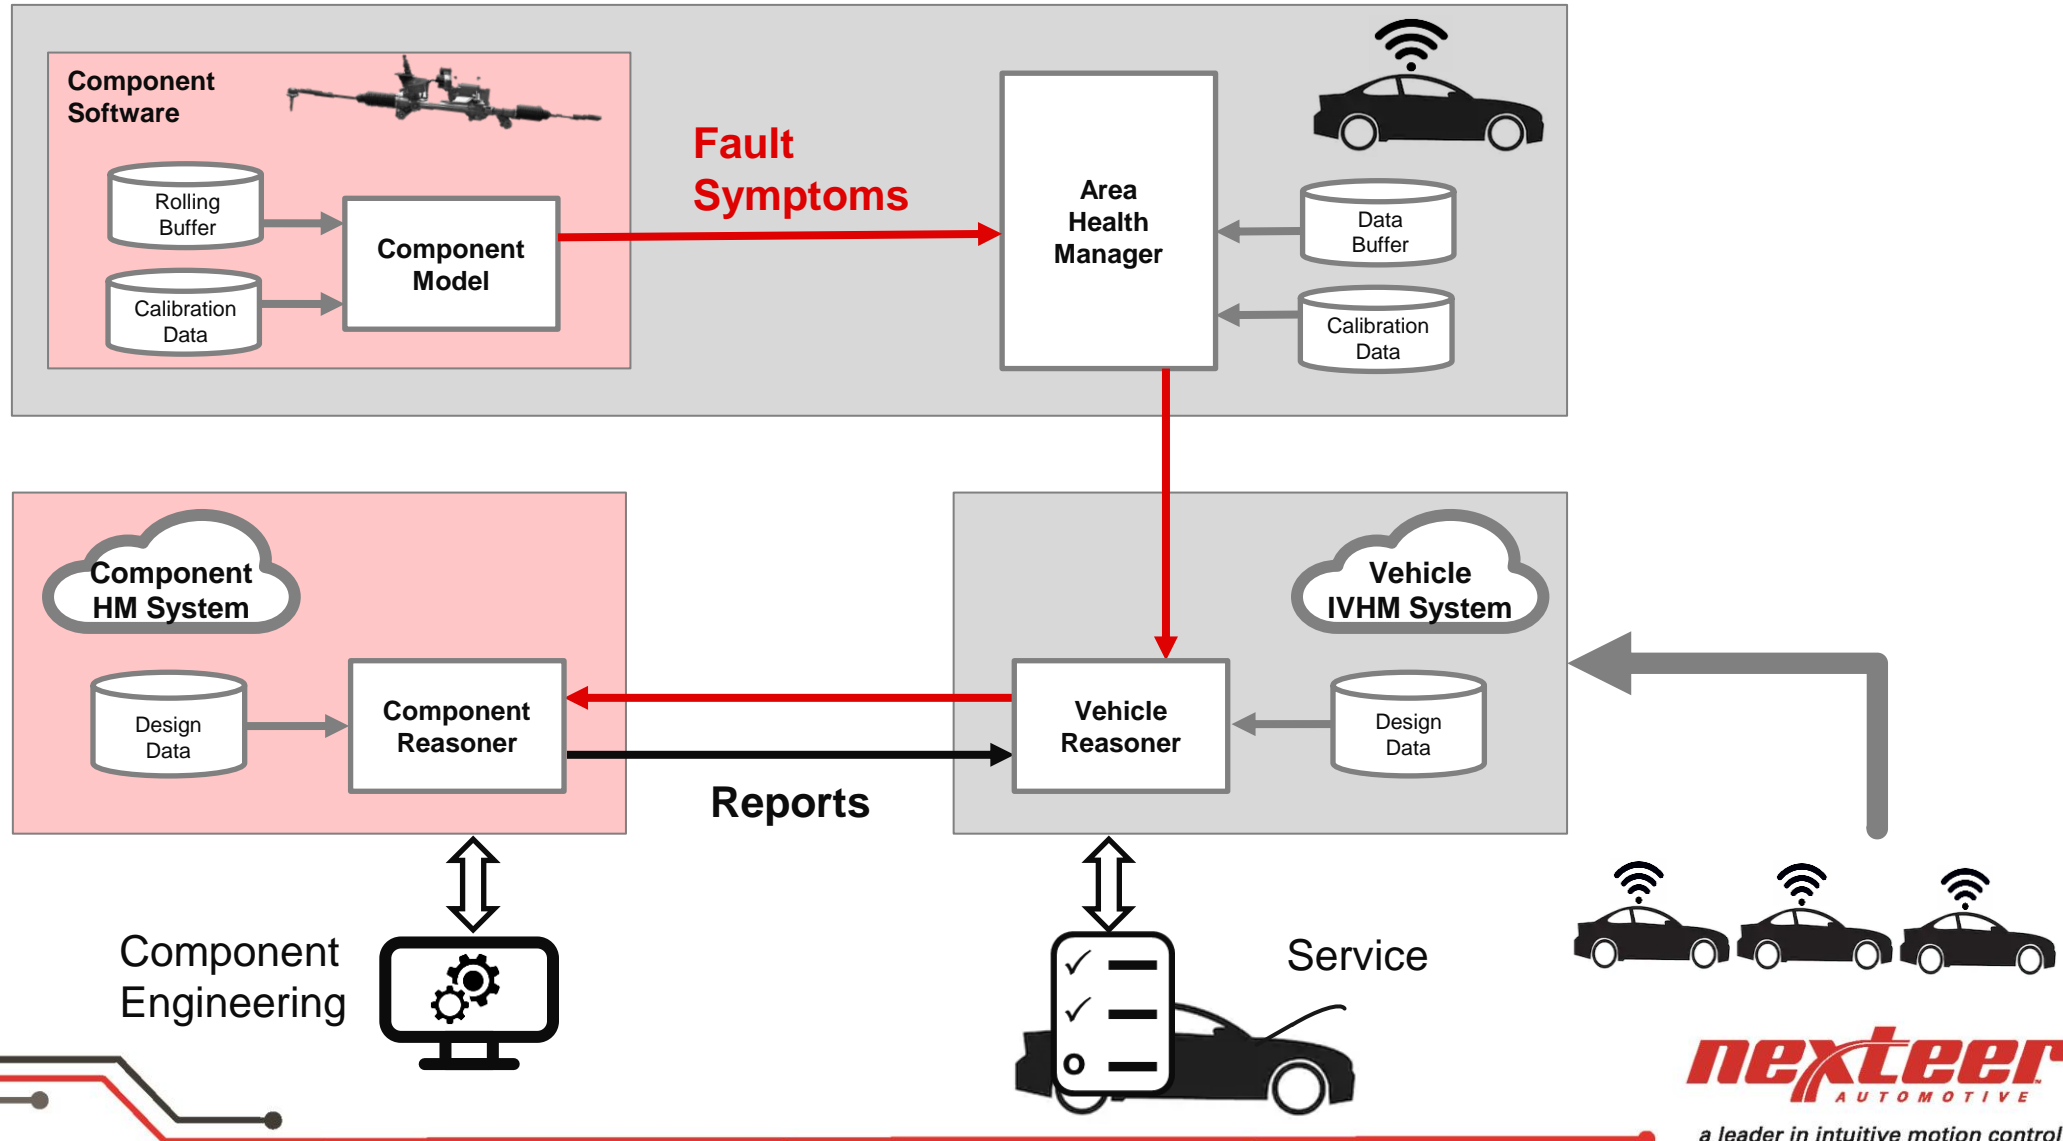 Component
Software
Rolling
Buffer
Calibration
Data
Component
Model
Fault
Symptoms
Area
Health
Manager
Data
Buffer
Calibration
Data
Component
HM System
Design
Data
Component
Reasoner
Reports
Vehicle
IVHM System
Vehicle
Reasoner
Design
Data
Component
Engineering
Service
nexteer
AUTOMOTIVE
a leader in intuitive motion control